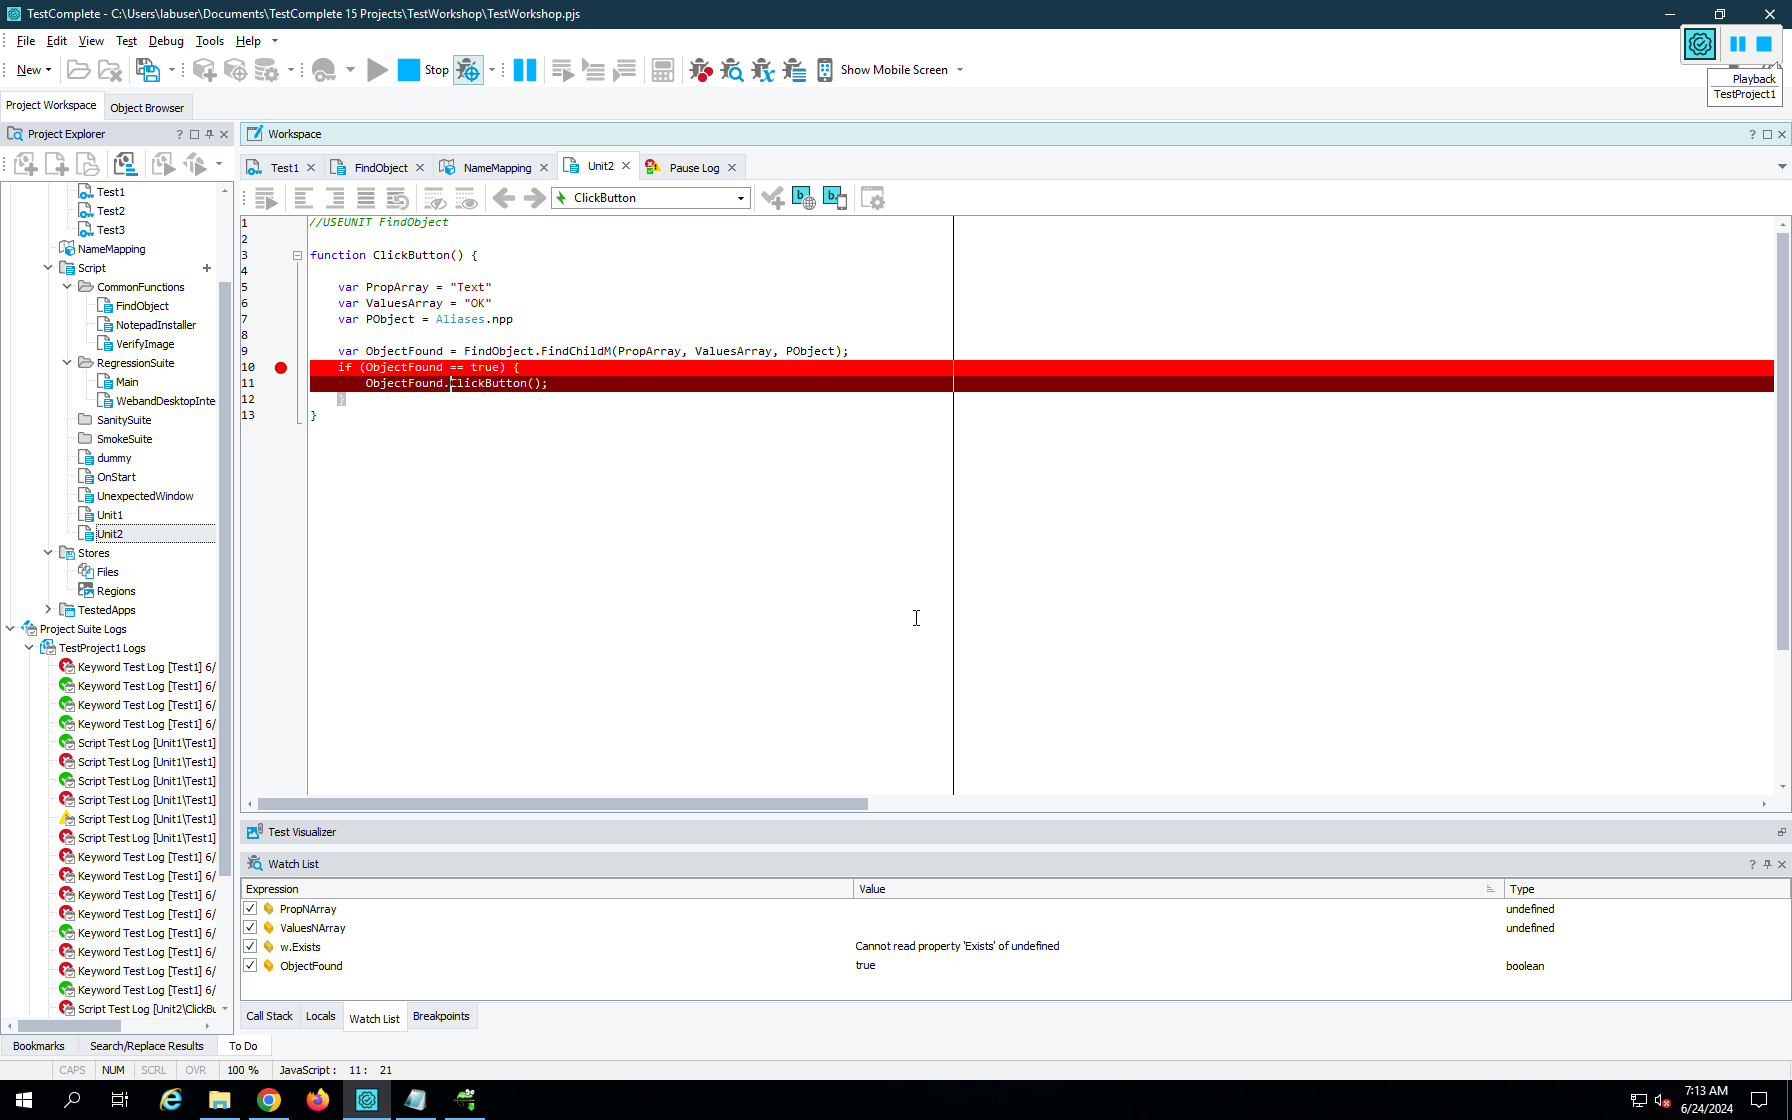 TestComplete - C:\Users\labuser\Documents\TestComplete 15 Projects\TestWorkshop\TestWorkshop.pjs
File Edit View Test Debug Tools Help
New Stop Show Mobile Screen
Playback
TestProject1
Project Workspace Object Browser
Project Explorer
Test1
Test2
Test3
NameMapping
Script
CommonFunctions
FindObject
NotepadInstaller
VerifyImage
RegressionSuite
Main
WebandDesktopInte
SanitySuite
SmokeSuite
dummy
OnStart
UnexpectedWindow
Unit1
Unit2
Stores
Files
Regions
TestedApps
Project Suite Logs
TestProject1 Logs
Keyword Test Log [Test1] 6/
Keyword Test Log [Test1] 6/
Keyword Test Log [Test1] 6/
Keyword Test Log [Test1] 6/
Script Test Log [Unit1\Test1]
Script Test Log [Unit1\Test1]
Script Test Log [Unit1\Test1]
Script Test Log [Unit1\Test1]
Script Test Log [Unit1\Test1]
Script Test Log [Unit1\Test1]
Keyword Test Log [Test1] 6/
Keyword Test Log [Test1] 6/
Keyword Test Log [Test1] 6/
Keyword Test Log [Test1] 6/
Keyword Test Log [Test1] 6/
Keyword Test Log [Test1] 6/
Keyword Test Log [Test1] 6/
Keyword Test Log [Test1] 6/
Script Test Log [Unit2\ClickBu
Workspace
Test1 FindObject NameMapping Unit2 Pause Log
ClickButton
1 //USEUNIT FindObject
2
3 function ClickButton() {
4
5 var PropArray = "Text"
6 var ValuesArray = "OK"
7 var PObject = Aliases.npp
8
9 var ObjectFound = FindObject.FindChildM(PropArray, ValuesArray, PObject);
10 if (ObjectFound == true) {
11 ObjectFound.ClickButton();
12 }
13 }
Test Visualizer
Watch List
Expression Value Type
PropNArray undefined
ValuesNArray undefined
w.Exists Cannot read property 'Exists' of undefined
ObjectFound true boolean
Call Stack Locals Watch List Breakpoints
Bookmarks Search/Replace Results To Do
CAPS NUM SCRL OVR 100 % JavaScript : 11 : 21
7:13 AM
6/24/2024